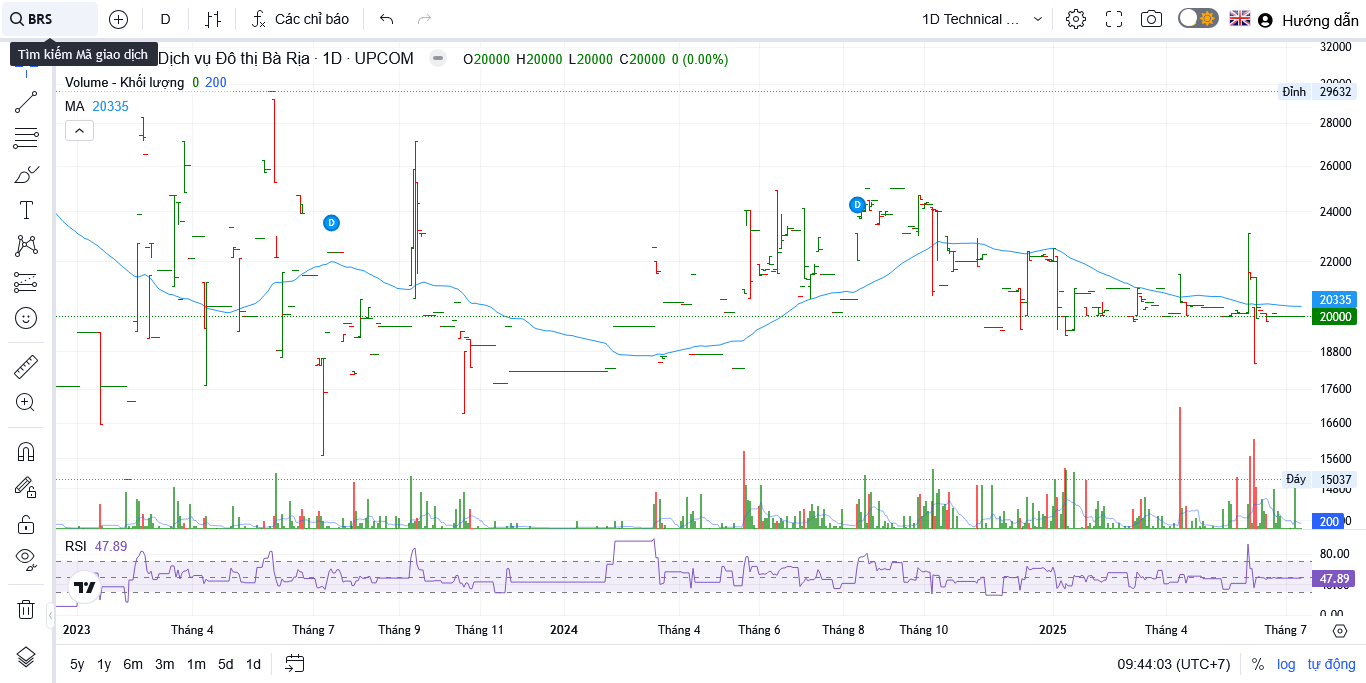 BRS
D
Các chỉ báo
1D Technical ...
Hướng dẫn
Tìm kiếm Mã giao dịch
Dịch vụ Đô thị Bà Rịa · 1D · UPCOM
O20000 H20000 L20000 C20000 0 (0.00%)
Volume - Khối lượng 0 200
MA 20335
D
D
32000
Đỉnh 29632
28000
26000
24000
22000
20335
20000
18800
17600
16600
15600
Đáy 15037
200
RSI 47.89
80.00
47.89
0.00
2023 Tháng 4 Tháng 7 Tháng 9 Tháng 11 2024 Tháng 4 Tháng 6 Tháng 8 Tháng 10 2025 Tháng 4 Tháng 7
5y 1y 6m 3m 1m 5d 1d
09:44:03 (UTC+7) % log tự động